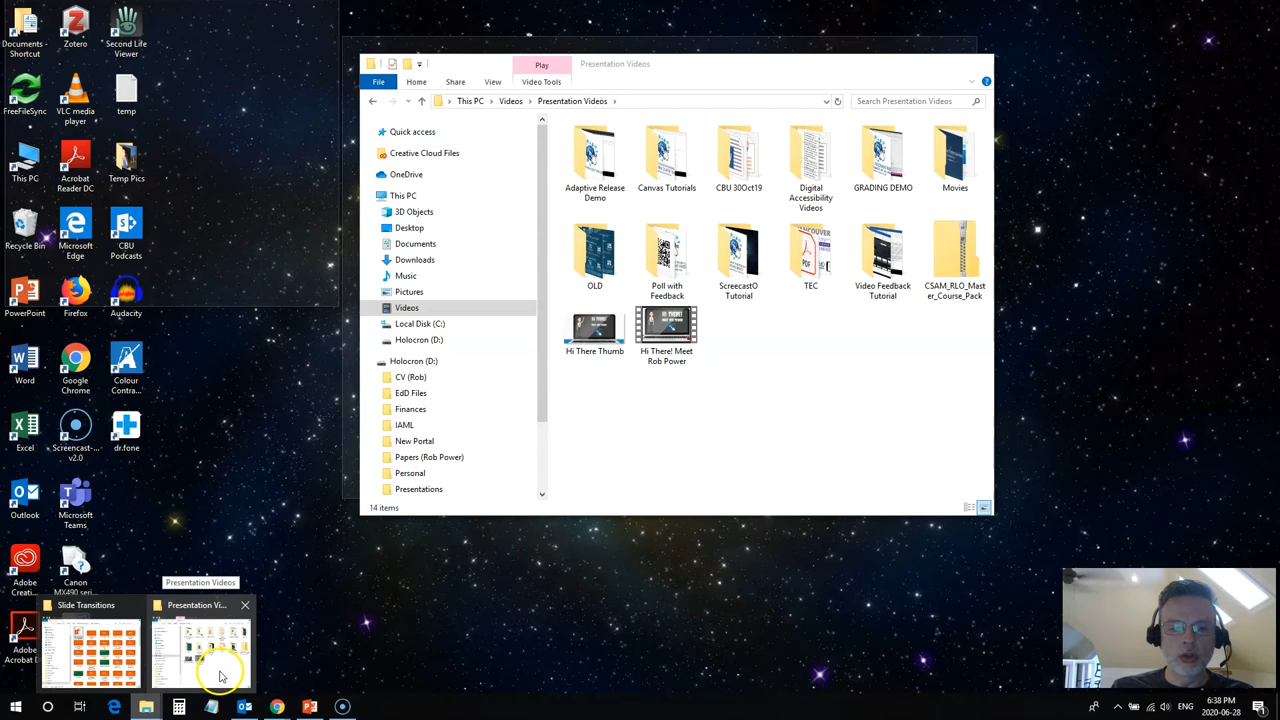 Documents - Shortcut
Zotero
Second Life Viewer
FreeFileSync
VLC media player
temp
This PC
Acrobat Reader DC
Temp Pics
Recycle Bin
Microsoft Edge
CBU Podcasts
PowerPoint
Firefox
Audacity
Word
Google Chrome
Colour Contra...
Excel
Screencast-... v2.0
dr.fone
Outlook
Microsoft Teams
Adobe Creati...
Canon MX490 seri...
Adobe Acrobat D
Play
Presentation Videos
File
Home
Share
View
Video Tools
This PC
Videos
Presentation Videos
Search Presentation Videos
Quick access
Creative Cloud Files
OneDrive
This PC
3D Objects
Desktop
Documents
Downloads
Music
Pictures
Videos
Local Disk (C:)
Holocron (D:)
Holocron (D:)
CV (Rob)
EdD Files
Finances
IAML
New Portal
Papers (Rob Power)
Personal
Presentations
Adaptive Release
Demo
Canvas Tutorials
CBU 30Oct19
Digital
Accessibility
Videos
GRADING DEMO
Movies
OLD
Poll with
Feedback
ScreecastO
Tutorial
TEC
Video Feedback
Tutorial
CSAM_RLO_Mast
er_Course_Pack
Hi There Thumb
Hi There! Meet
Rob Power
14 items
Presentation Videos
Slide Transitions
Presentation Vi...
6:38 PM
2020-06-28